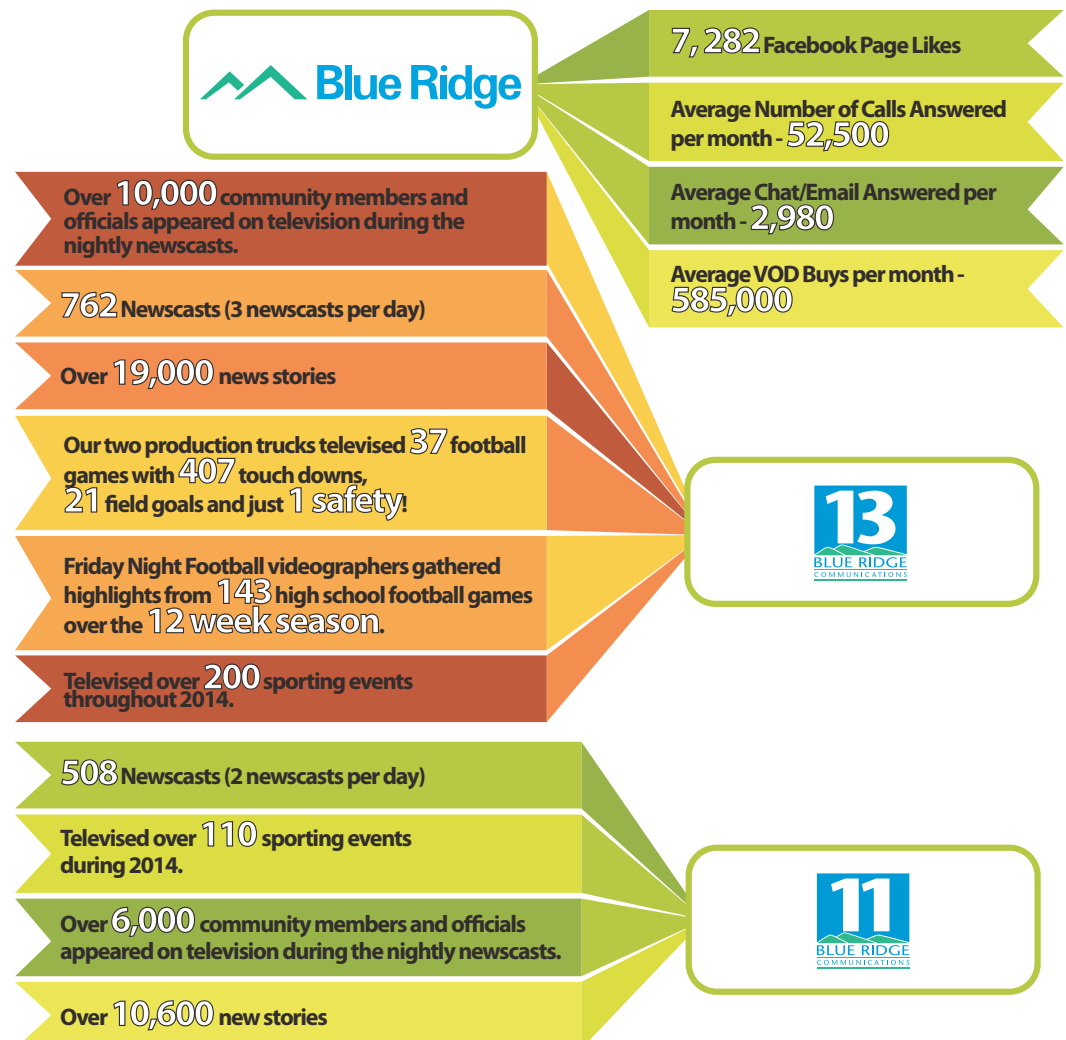 Blue Ridge
7, 282 Facebook Page Likes
Average Number of Calls Answered
per month - 52,500
Average Chat/Email Answered per
month - 2,980
Average VOD Buys per month -
585,000
Over 10,000 community members and
officials appeared on television during the
nightly newscasts.
762 Newscasts (3 newscasts per day)
Over 19,000 news stories
Our two production trucks televised 37 football
games with 407 touch downs,
21 field goals and just 1 safety!
Friday Night Football videographers gathered
highlights from 143 high school football games
over the 12 week season.
Televised over 200 sporting events
throughout 2014.
13
BLUE RIDGE
COMMUNICATIONS
508 Newscasts (2 newscasts per day)
Televised over 110 sporting events
during 2014.
Over 6,000 community members and officials
appeared on television during the nightly newscasts.
Over 10,600 new stories
11
BLUE RIDGE
COMMUNICATIONS